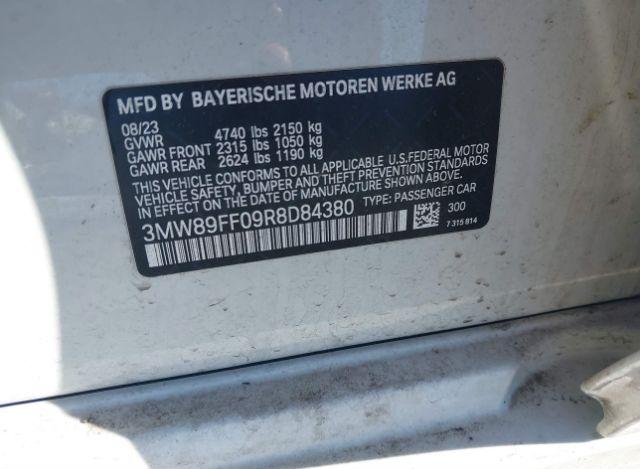 MFD BY BAYERISCHE MOTOREN WERKE AG
08/23
GVWR 4740 lbs 2150 kg
GAWR FRONT 2315 lbs 1050 kg
GAWR REAR 2624 lbs 1190 kg
THIS VEHICLE CONFORMS TO ALL APPLICABLE U.S.FEDERAL MOTOR
VEHICLE SAFETY, BUMPER AND THEFT PREVENTION STANDARDS
IN EFFECT ON THE DATE OF MANUFACTURE SHOWN ABOVE.
3MW89FF09R8D84380 TYPE: PASSENGER CAR
300
7 315 814